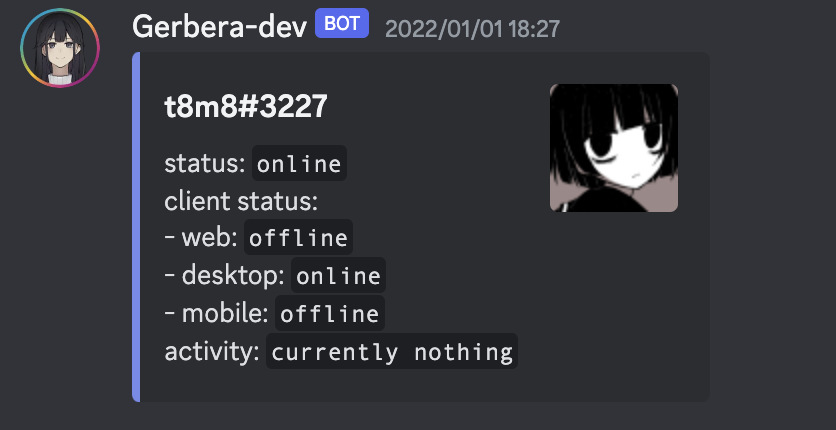 Gerbera-dev BOT 2022/01/01 18:27
t8m8#3227
status: online
client status:
- web: offline
- desktop: online
- mobile: offline
activity: currently nothing